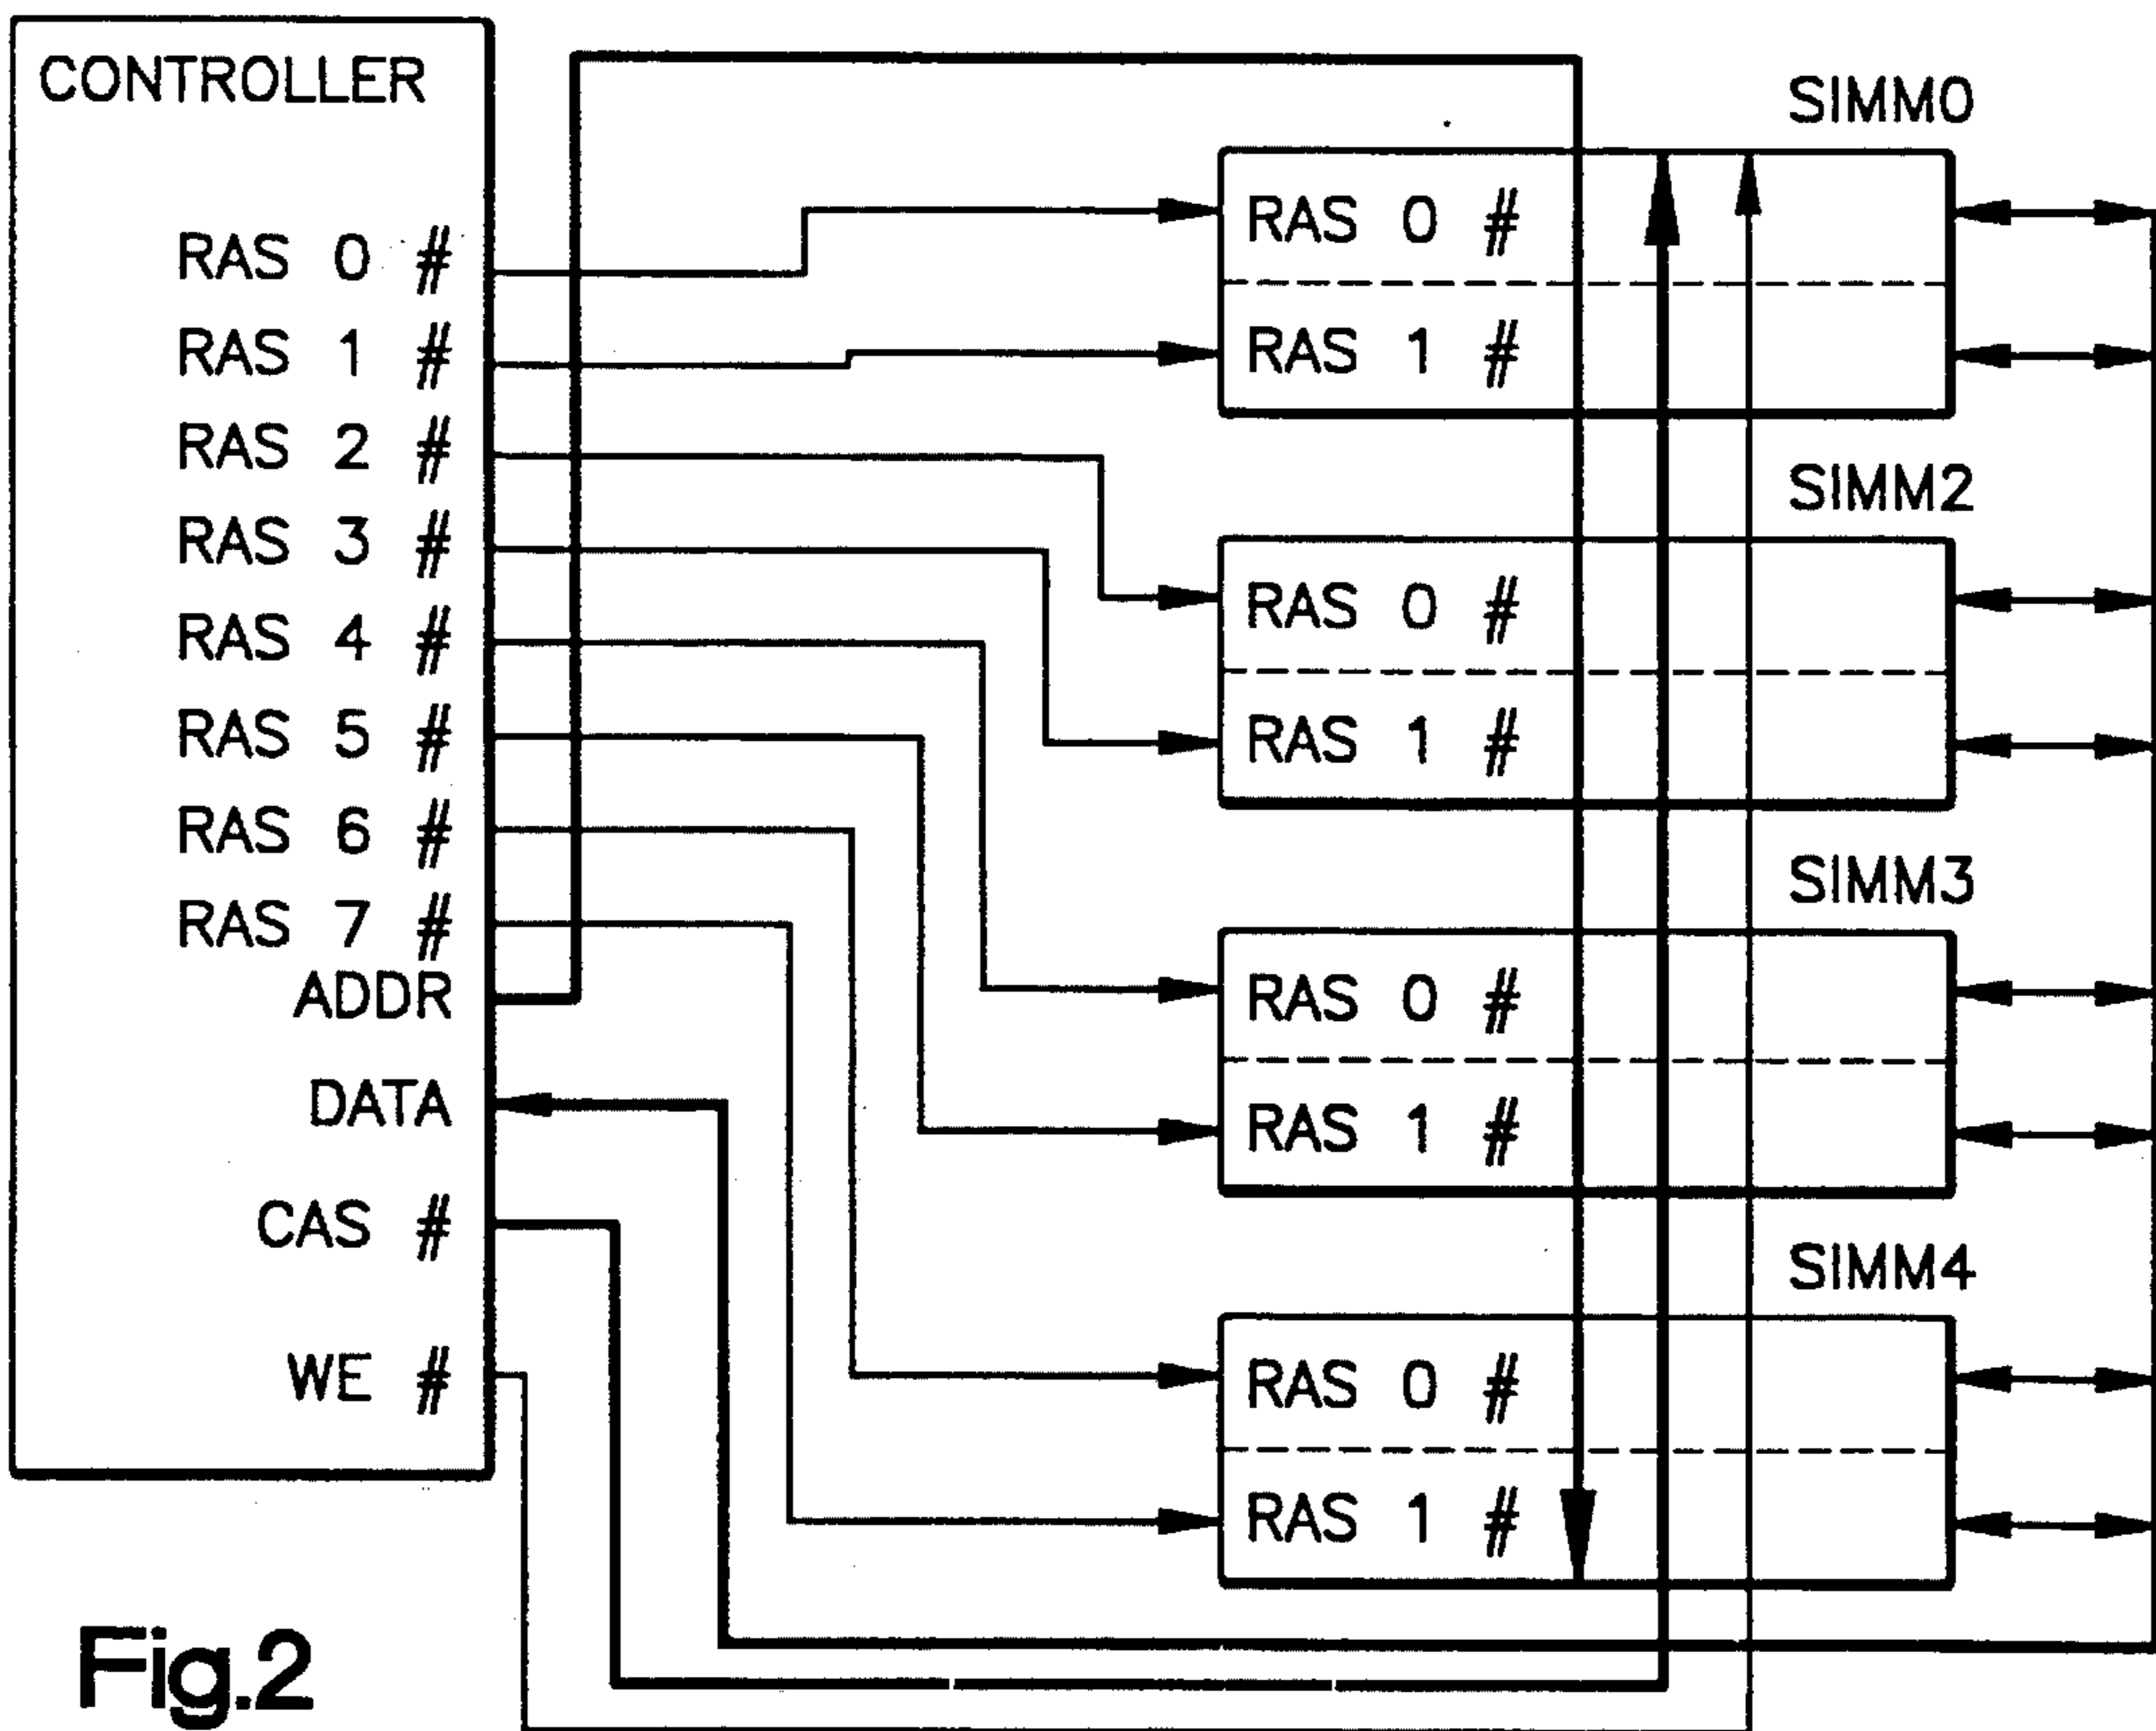 CONTROLLER
RAS 0 #
RAS 1 #
RAS 2 #
RAS 3 #
RAS 4 #
RAS 5 #
RAS 6 #
RAS 7 #
ADDR
DATA
CAS #
WE #
SIMM0
RAS 0 #
RAS 1 #
SIMM2
RAS 0 #
RAS 1 #
SIMM3
RAS 0 #
RAS 1 #
SIMM4
RAS 0 #
RAS 1 #
Fig.2